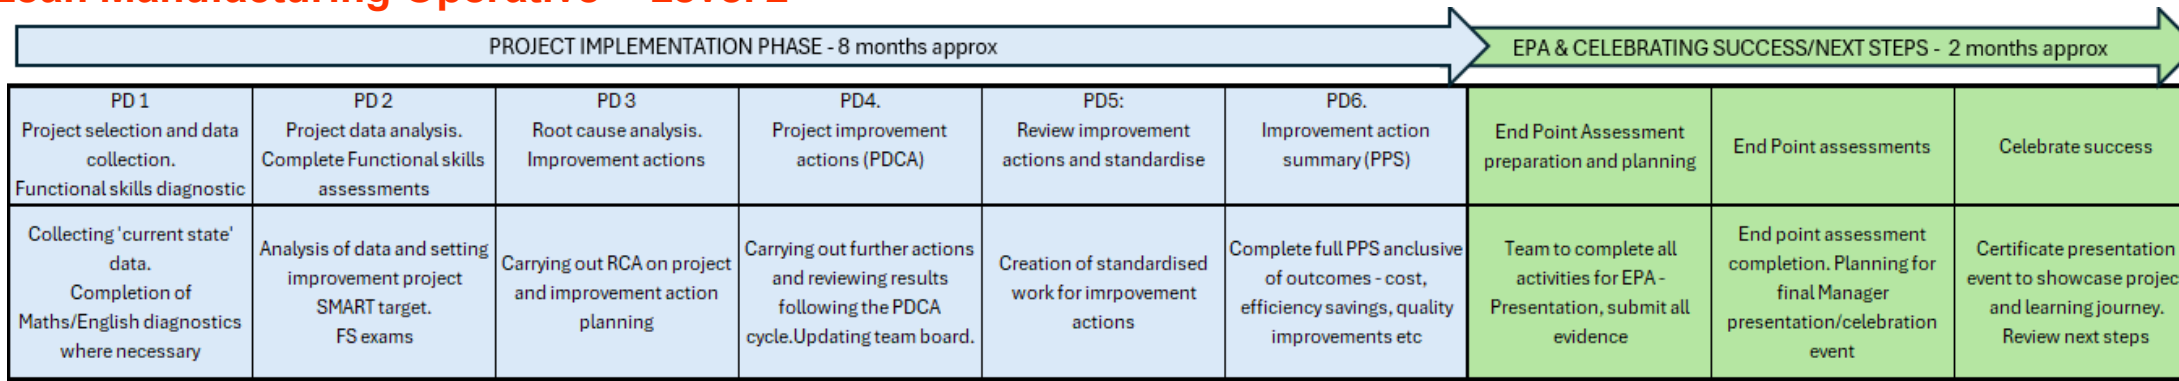 Lean Manufacturing Operative – Level 2
PROJECT IMPLEMENTATION PHASE - 8 months approx
EPA & CELEBRATING SUCCESS/NEXT STEPS - 2 months approx
PD 1
Project selection and data
collection.
Functional skills diagnostic
PD 2
Project data analysis.
Complete Functional skills
assessments
PD 3
Root cause analysis.
Improvement actions
PD4.
Project improvement
actions (PDCA)
PD5:
Review improvement
actions and standardise
PD6.
Improvement action
summary (PPS)
End Point Assessment
preparation and planning
End Point assessments
Celebrate success
Collecting 'current state'
data.
Completion of
Maths/English diagnostics
where necessary
Analysis of data and setting
improvement project
SMART target.
FS exams
Carrying out RCA on project
and improvement action
planning
Carrying out further actions
and reviewing results
following the PDCA
cycle.Updating team board.
Creation of standardised
work for imrpovement
actions
Complete full PPS anclusive
of outcomes - cost,
efficiency savings, quality
improvements etc
Team to complete all
activities for EPA -
Presentation, submit all
evidence
End point assessment
completion. Planning for
final Manager
presentation/celebration
event
Certificate presentation
event to showcase projec
and learning journey.
Review next steps